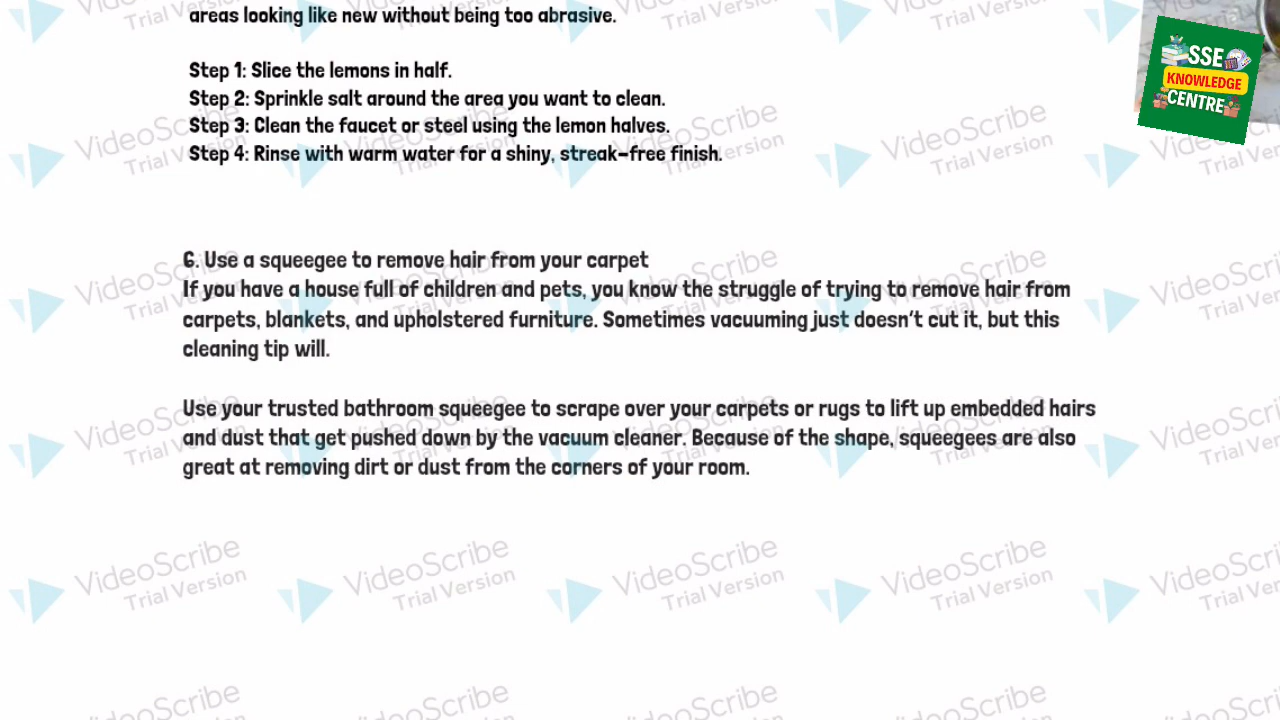 areas looking like new without being too abrasive.
Step 1: Slice the lemons in half.
Step 2: Sprinkle salt around the area you want to clean.
Step 3: Clean the faucet or steel using the lemon halves.
Step 4: Rinse with warm water for a shiny, streak-free finish.
6. Use a squeegee to remove hair from your carpet
If you have a house full of children and pets, you know the struggle of trying to remove hair from
carpets, blankets, and upholstered furniture. Sometimes vacuuming just doesn't cut it, but this
cleaning tip will.
Use your trusted bathroom squeegee to scrape over your carpets or rugs to lift up embedded hairs
and dust that get pushed down by the vacuum cleaner. Because of the shape, squeegees are also
great at removing dirt or dust from the corners of your room.
SSE
KNOWLEDGE
CENTRE
VideoScribe
Trial Version